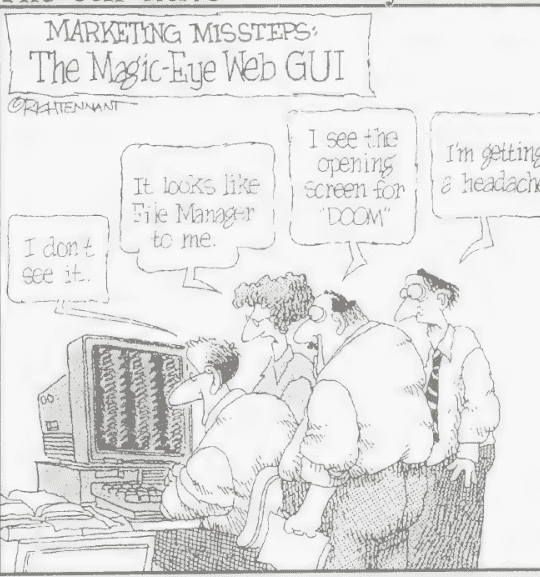 MARKETING MISSTEPS:
The Magic-Eye Web GUI
©RICHTENNANT
I don't
see it.
It looks like
File Manager
to me.
I see the
opening
screen for
"DOOM"
I'm getting
a headache